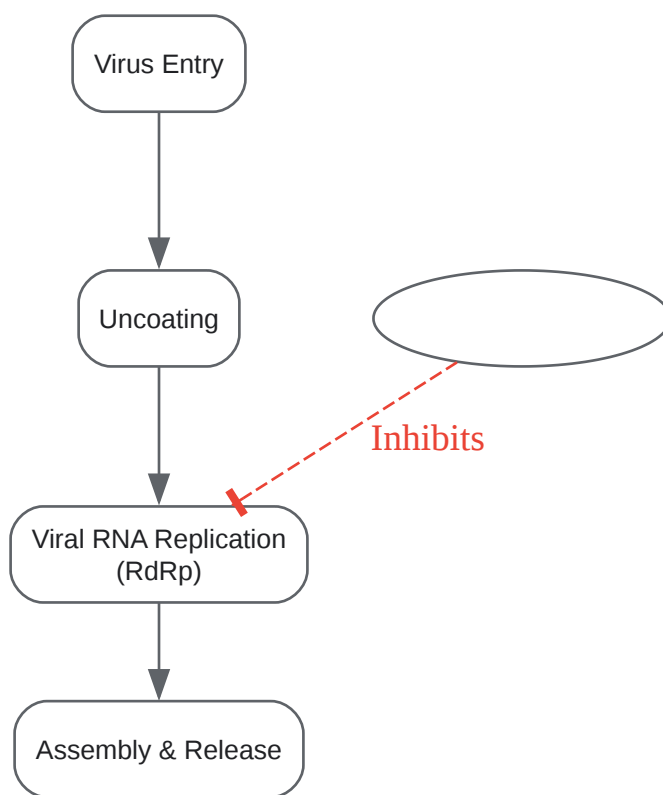 Virus Entry
Uncoating
Inhibits
Viral RNA Replication
(RdRp)
Assembly & Release